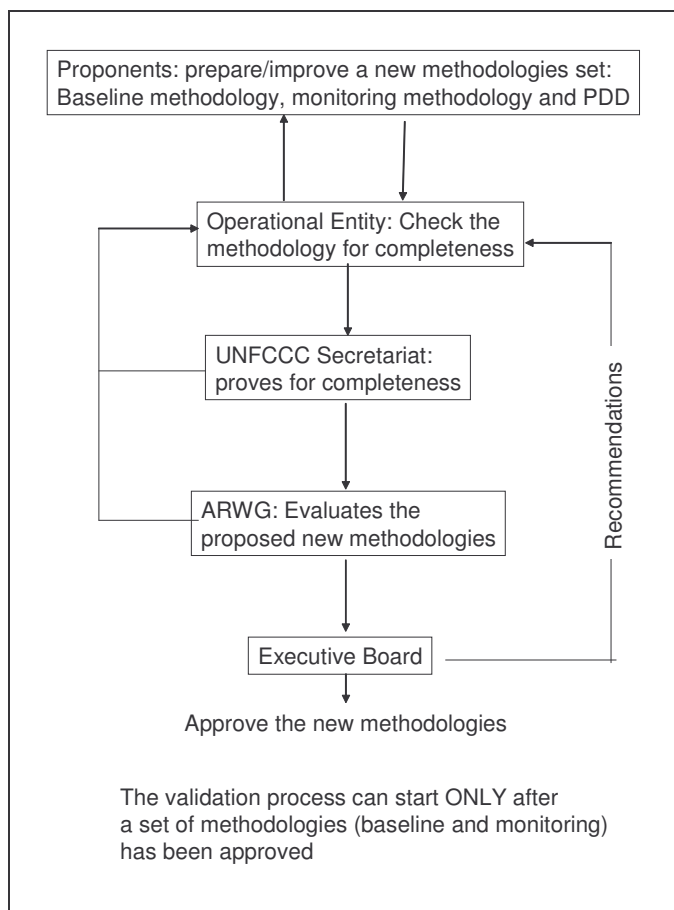 Proponents: prepare/improve a new methodologies set:
Baseline methodology, monitoring methodology and PDD
Operational Entity: Check the
methodology for completeness
UNFCCC Secretariat:
proves for completeness
Recommendations
ARWG: Evaluates the
proposed new methodologies
Executive Board
Approve the new methodologies
The validation process can start ONLY after
a set of methodologies (baseline and monitoring)
has been approved